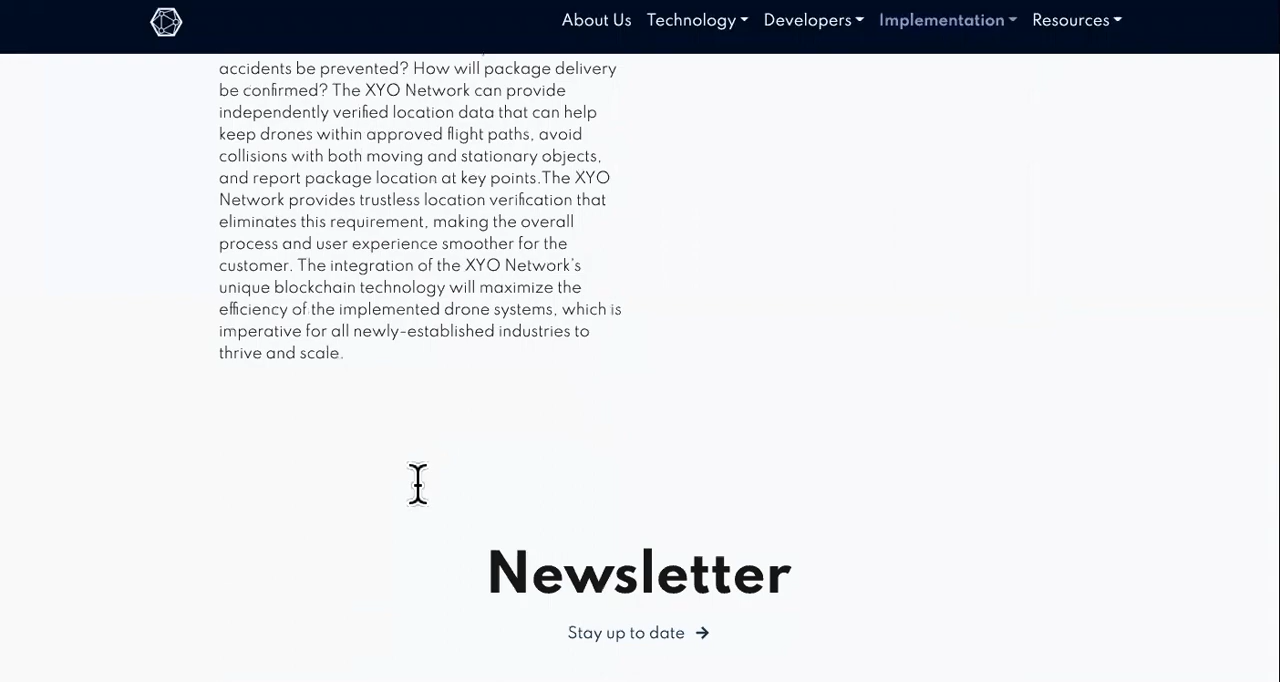 About Us Technology Developers Implementation Resources
accidents be prevented? How will package delivery
be confirmed? The XYO Network can provide
independently verified location data that can help
keep drones within approved flight paths, avoid
collisions with both moving and stationary objects,
and report package location at key points.The XYO
Network provides trustless location verification that
eliminates this requirement, making the overall
process and user experience smoother for the
customer. The integration of the XYO Network's
unique blockchain technology will maximize the
efficiency of the implemented drone systems, which is
imperative for all newly-established industries to
thrive and scale.
Newsletter
Stay up to date →